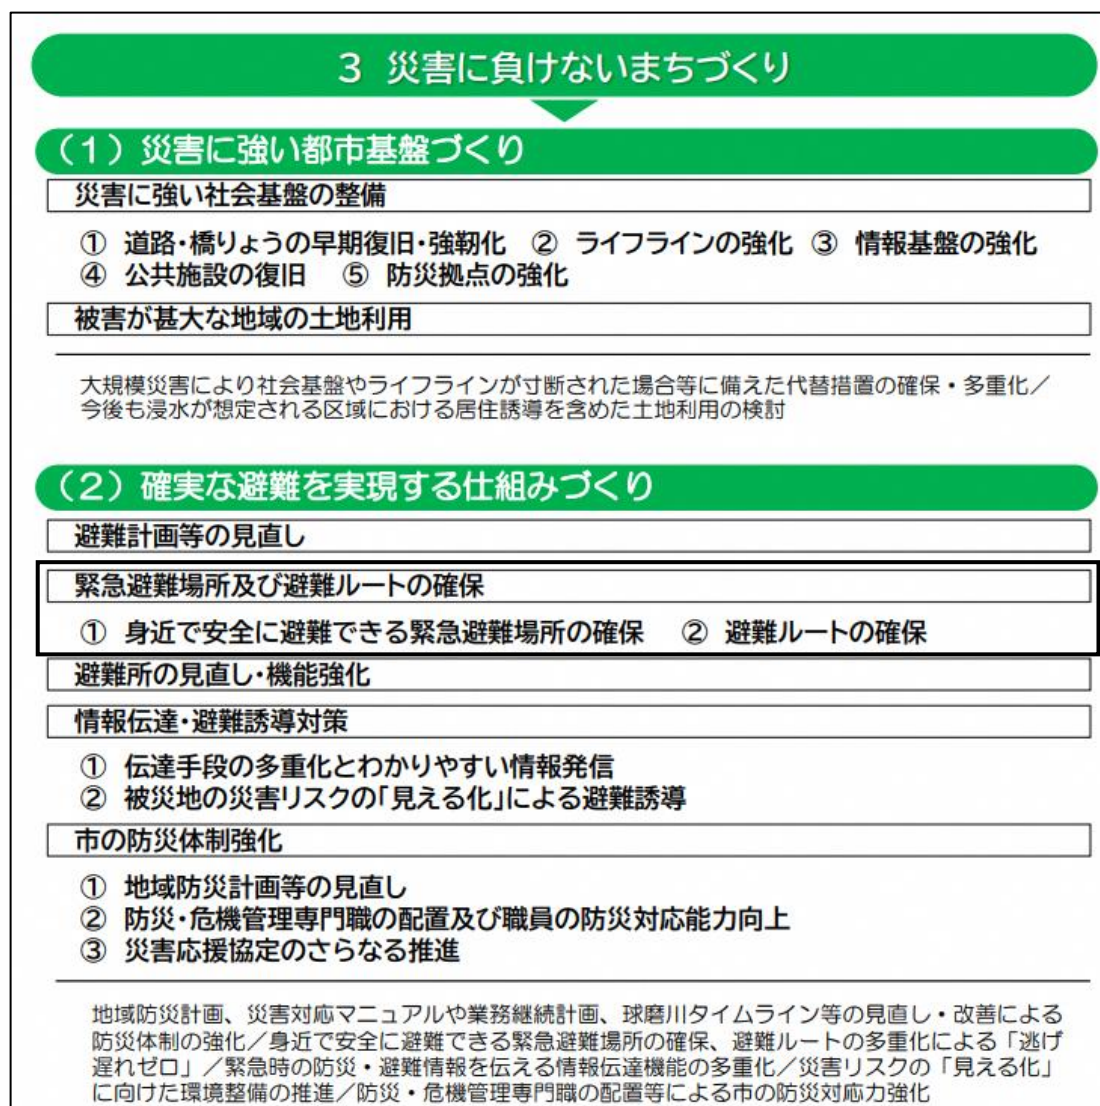 3 災害に負けないまちづくり
（1）災害に強い都市基盤づくり
災害に強い社会基盤の整備
① 道路・橋りょうの早期復旧・強靭化 ② ライフラインの強化 ③ 情報基盤の強化
④ 公共施設の復旧 ⑤ 防災拠点の強化
被害が甚大な地域の土地利用
大規模災害により社会基盤やライフラインが寸断された場合等に備えた代替措置の確保・多重化／
今後も浸水が想定される区域における居住誘導を含めた土地利用の検討
（2）確実な避難を実現する仕組みづくり
避難計画等の見直し
緊急避難場所及び避難ルートの確保
① 身近で安全に避難できる緊急避難場所の確保 ② 避難ルートの確保
避難所の見直し・機能強化
情報伝達・避難誘導対策
① 伝達手段の多重化とわかりやすい情報発信
② 被災地の災害リスクの「見える化」による避難誘導
市の防災体制強化
① 地域防災計画等の見直し
② 防災・危機管理専門職の配置及び職員の防災対応能力向上
③ 災害応援協定のさらなる推進
地域防災計画、災害対応マニュアルや業務継続計画、球磨川タイムライン等の見直し・改善による
防災体制の強化／身近で安全に避難できる緊急避難場所の確保、避難ルートの多重化による「逃げ
遅れゼロ」／緊急時の防災・避難情報を伝える情報伝達機能の多重化／災害リスクの「見える化」
に向けた環境整備の推進／防災・危機管理専門職の配置等による市の防災対応力強化